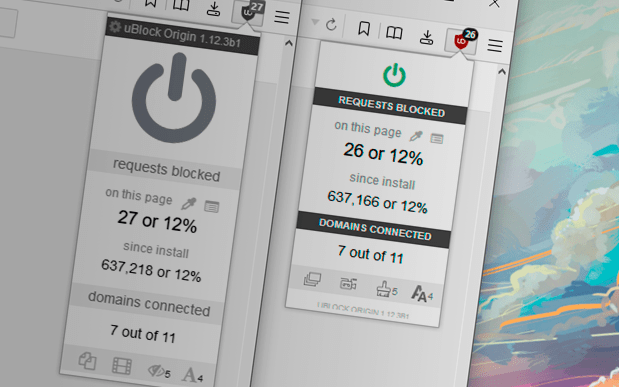 27
uBlock Origin 1.12.3b1
requests blocked
on this page
27 or 12%
since install
637,218 or 12%
domains connected
7 out of 11
5
4
26
REQUESTS BLOCKED
on this page
26 or 12%
since install
637,166 or 12%
DOMAINS CONNECTED
7 out of 11
5
4
UBLOCK ORIGIN 1.12.3B1